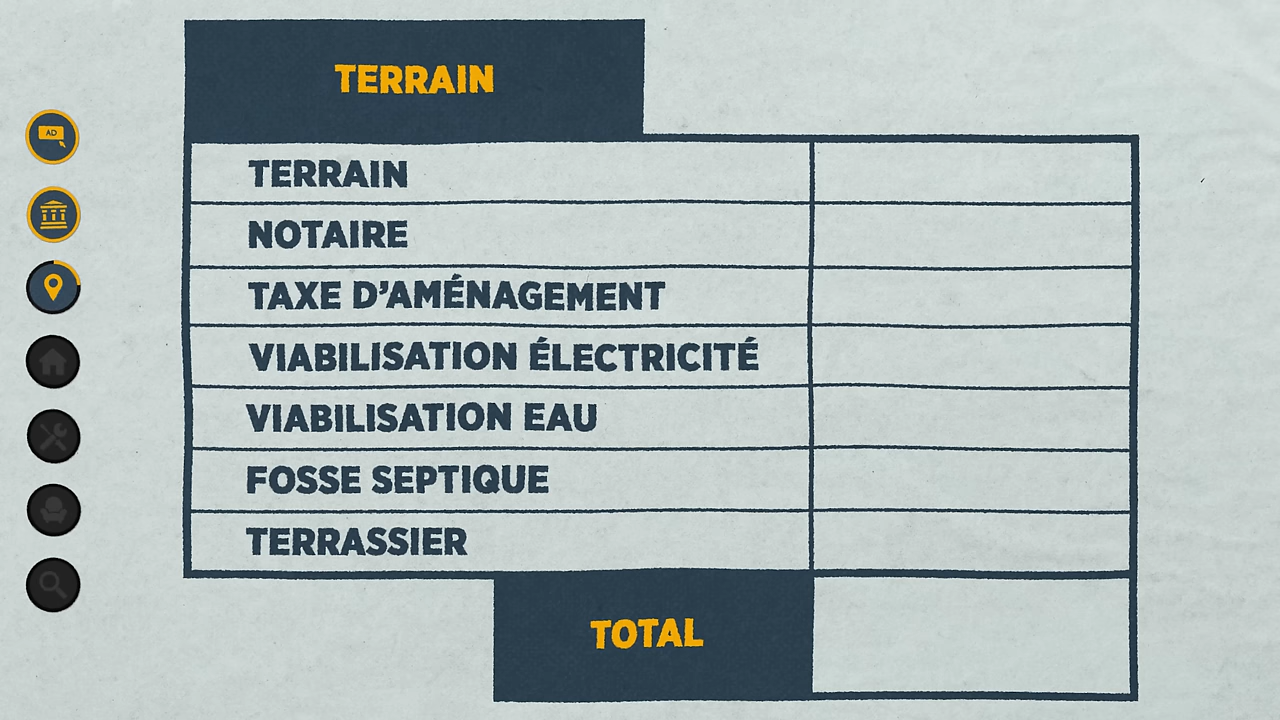 TERRAIN
AD
TERRAIN
NOTAIRE
TAXE D’AMÉNAGEMENT
VIABILISATION ÉLECTRICITÉ
VIABILISATION EAU
FOSSE SEPTIQUE
TERRASSIER
TOTAL